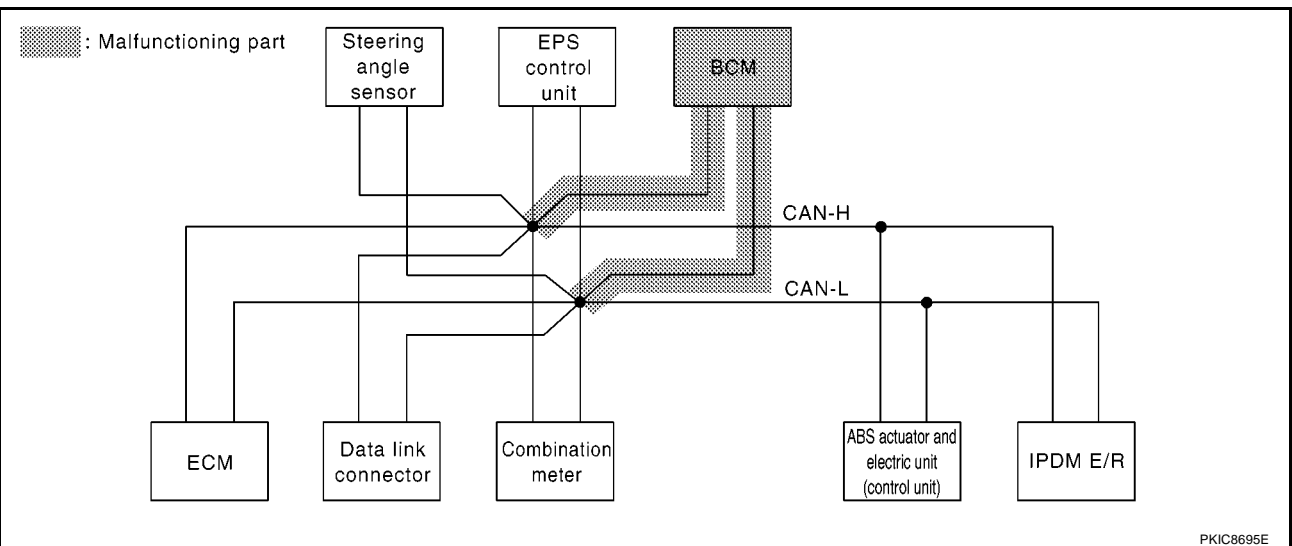 : Malfunctioning part
Steering
angle
sensor
EPS
control
unit
BCM
CAN-H
CAN-L
ECM
Data link
connector
Combination
meter
ABS actuator and
electric unit
(control unit)
IPDM E/R
PKIC8695E